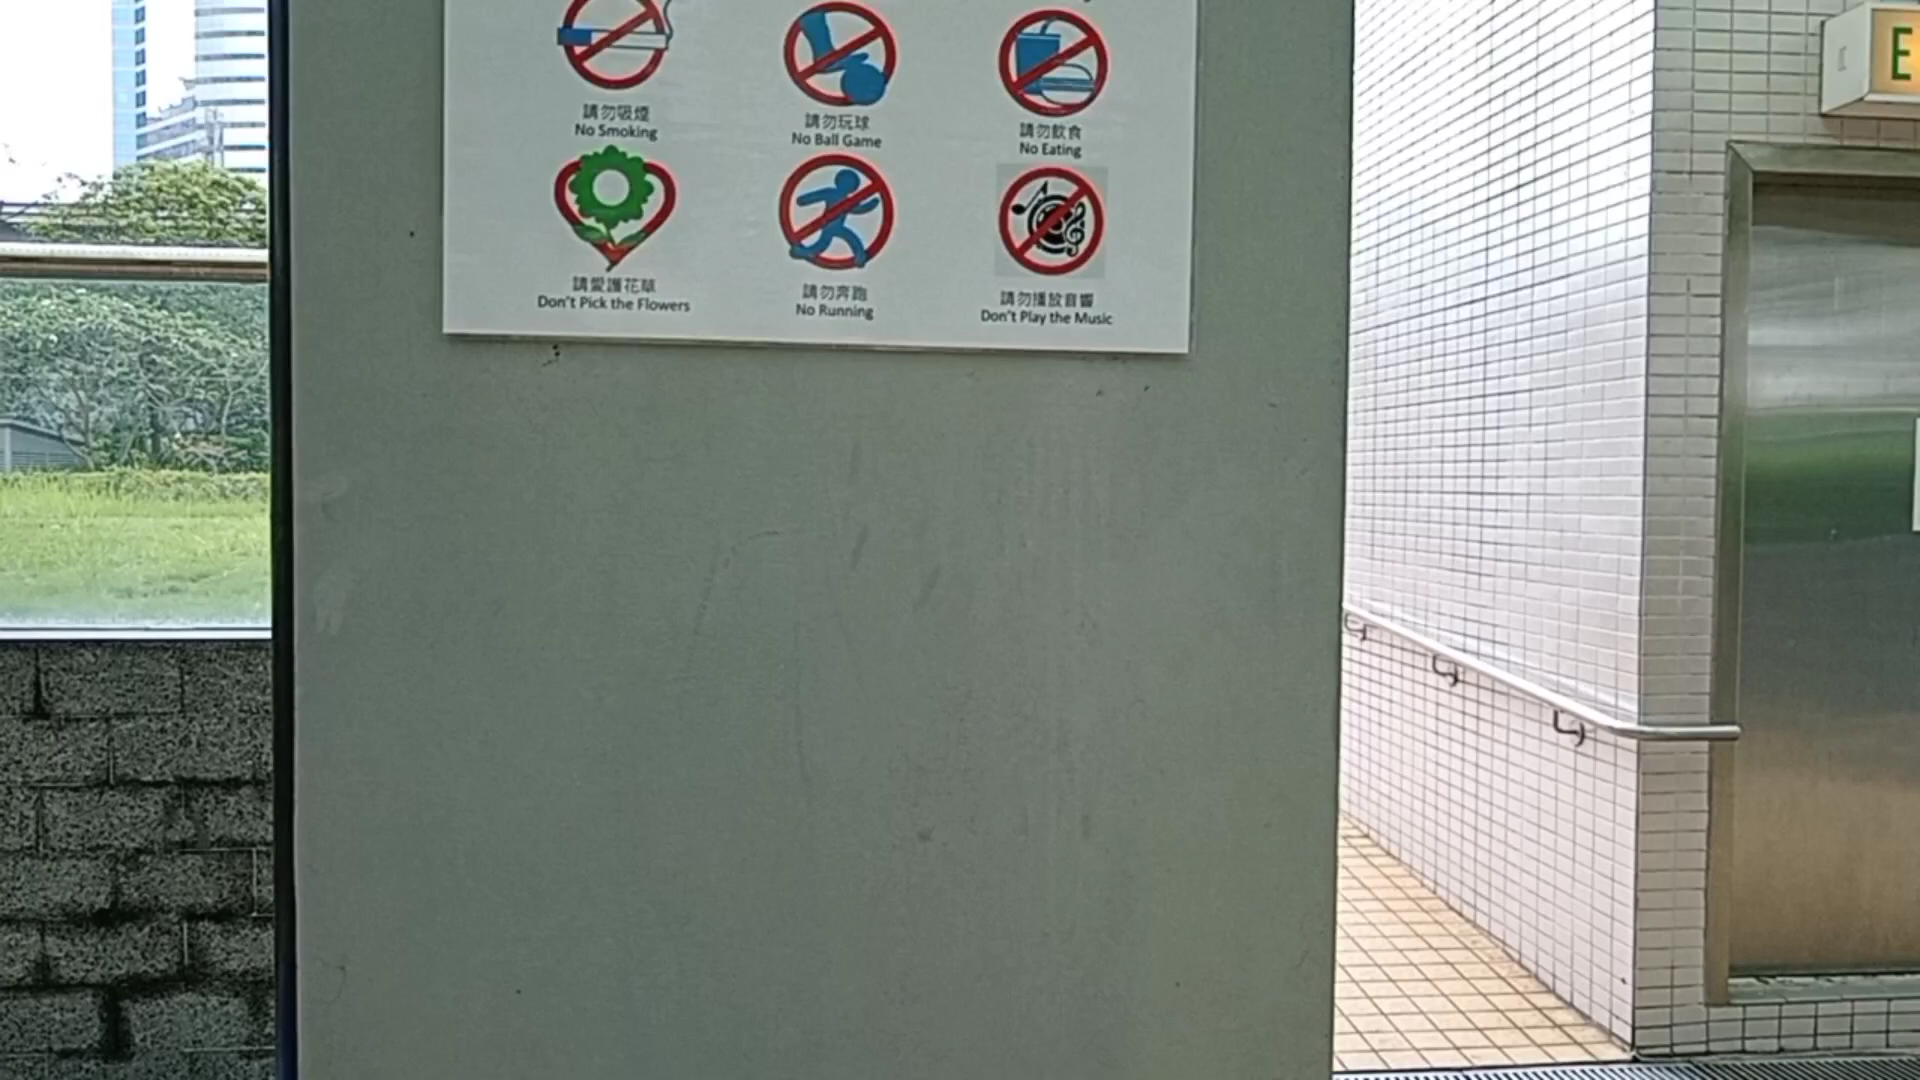 請勿吸煙
No Smoking
請勿玩球
No Ball Game
請勿飲食
No Eating
請愛護花草
Don't Pick the Flowers
請勿奔跑
No Running
請勿播放音響
Don't Play the Music
E